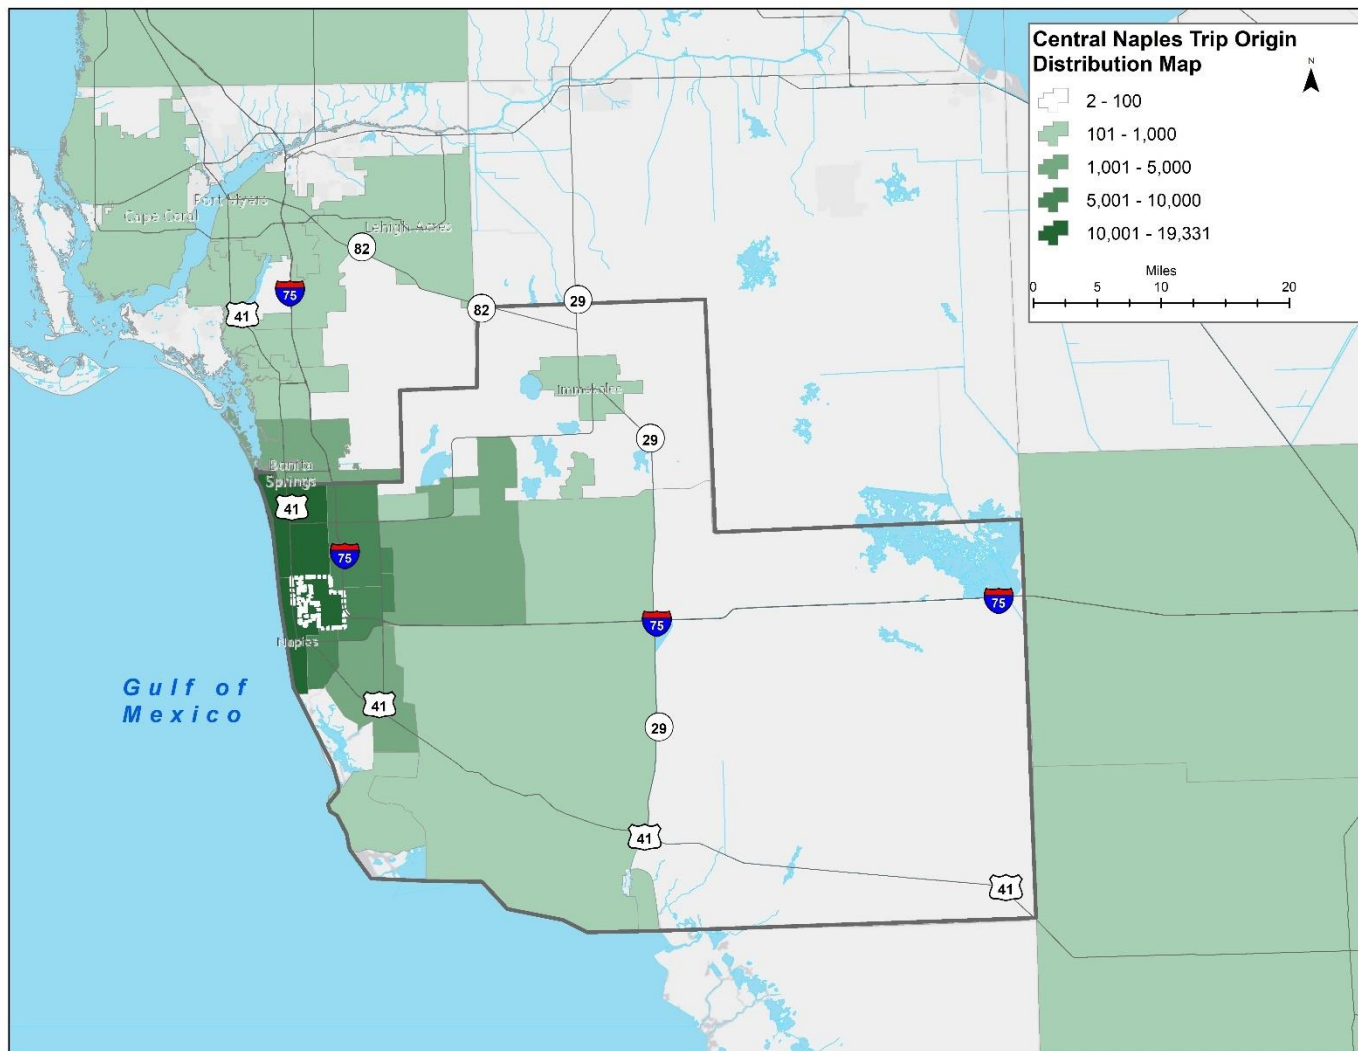 Central Naples Trip Origin
Distribution Map
N
2 - 100
101 - 1,000
1,001 - 5,000
5,001 - 10,000
10,001 - 19,331
Miles
0 5 10 20
Fort Myers
Cape Coral
Lehigh Acres
82
75
41
82
29
Immokalee
29
Bonita
Springs
41
75
75
75
Naples
Gulf of
Mexico
41
29
41
41